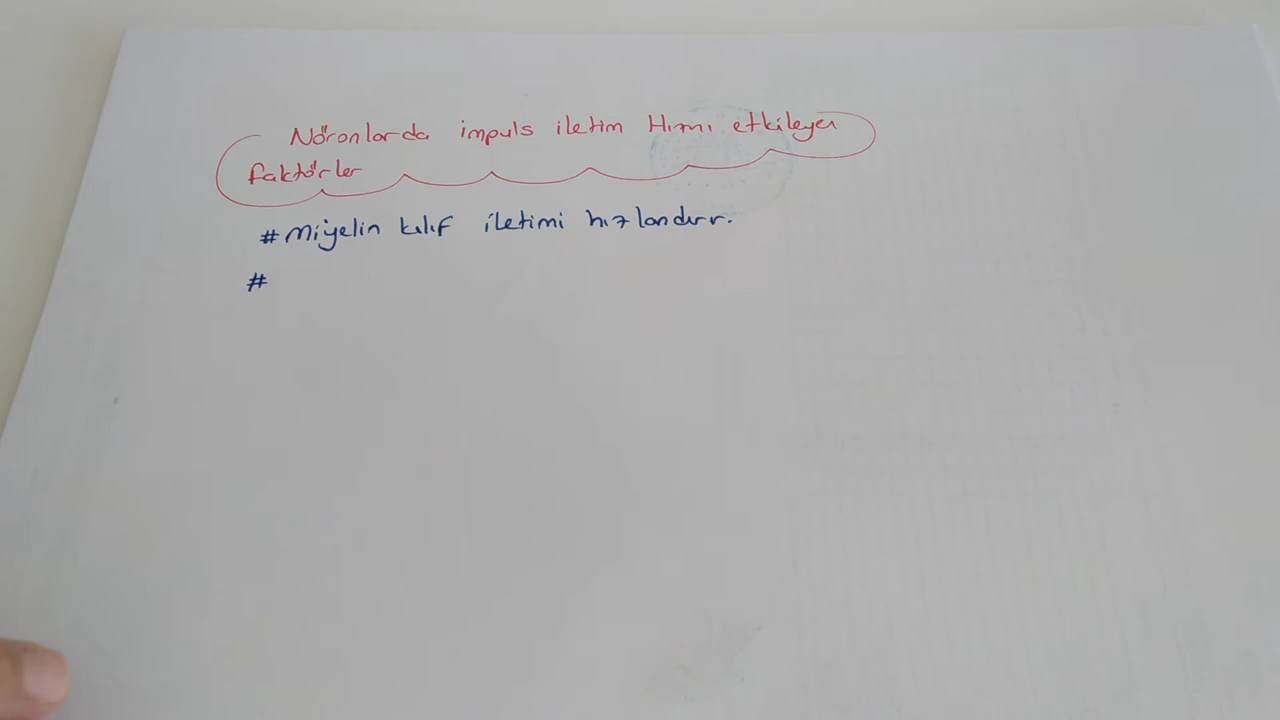 Nöronlarda impuls iletim Hızını etkileyen
faktörler
#Miyelin kılıf iletimi hızlandırır.
#